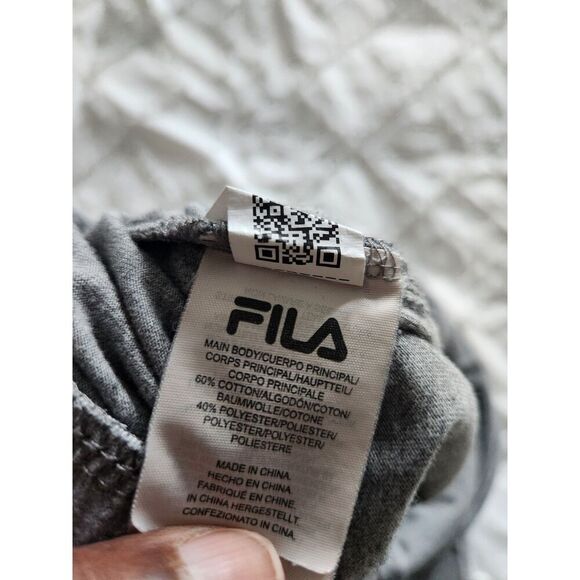 FILA
MAIN BODY/CUERPO PRINCIPAL/
CORPS PRINCIPAL/HAUPTTEIL/
CORPO PRINCIPALE
60% COTTON/ALGODÓN/COTON/
BAUMWOLLE/COTONE
40% POLYESTER/POLIESTER/
POLYESTER/POLYESTER/
POLIESTERE
MADE IN CHINA.
HECHO EN CHINA.
FABRIQUÉ EN CHINE.
IN CHINA HERGESTELLT.
CONFEZIONATO IN CINA.